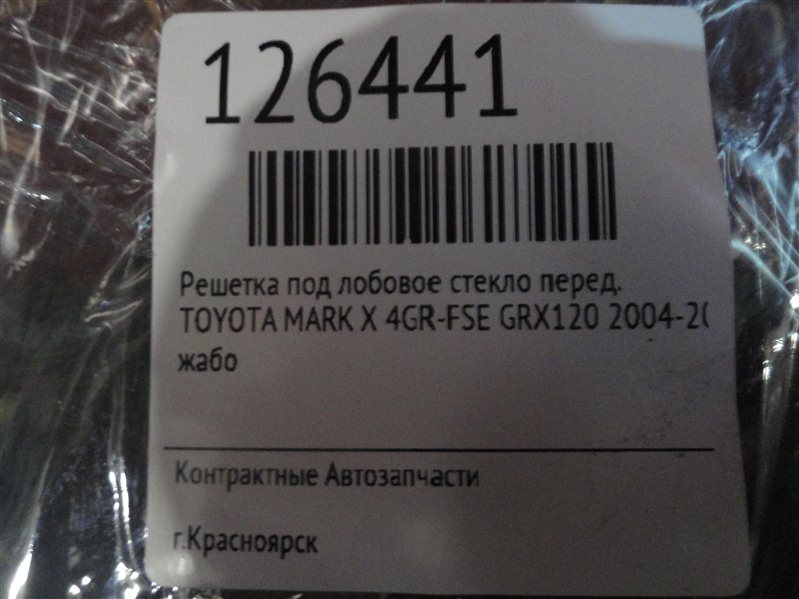 126441
Решетка под лобовое стекло перед.
TOYOTA MARK X 4GR-FSE GRX120 2004-2(
жабо
Контрактные Автозапчасти
г.Красноярск